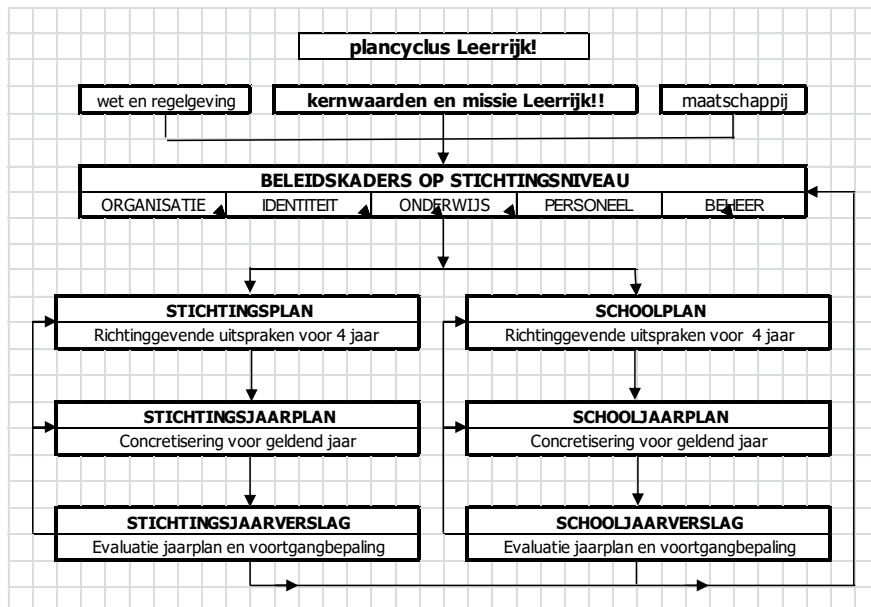 plancyclus Leerrijk!
wet en regelgeving
kernwaarden en missie Leerrijk!!
maatschappij
BELEIDSKADERS OP STICHTINGSNIVEAU
ORGANISATIE IDENTITEIT ONDERWIJS PERSONEEL BEHEER
STICHTINGSPLAN
Richtinggevende uitspraken voor 4 jaar
SCHOOLPLAN
Richtinggevende uitspraken voor 4 jaar
STICHTINGSJAARPLAN
Concretisering voor geldend jaar
SCHOOLJAARPLAN
Concretisering voor geldend jaar
STICHTINGSJAARVERSLAG
Evaluatie jaarplan en voortgangbepaling
SCHOOLJAARVERSLAG
Evaluatie jaarplan en voortgangbepaling